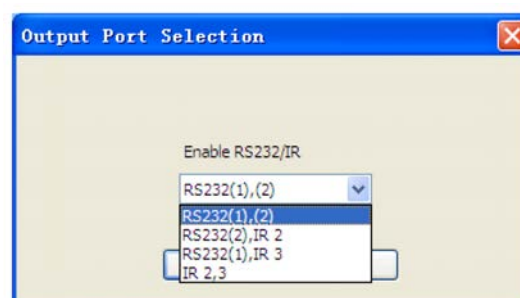 Output Port Selection
Enable RS232/IR
RS232(1),(2)
RS232(1),(2)
RS232(2),IR 2
RS232(1),IR 3
IR 2,3